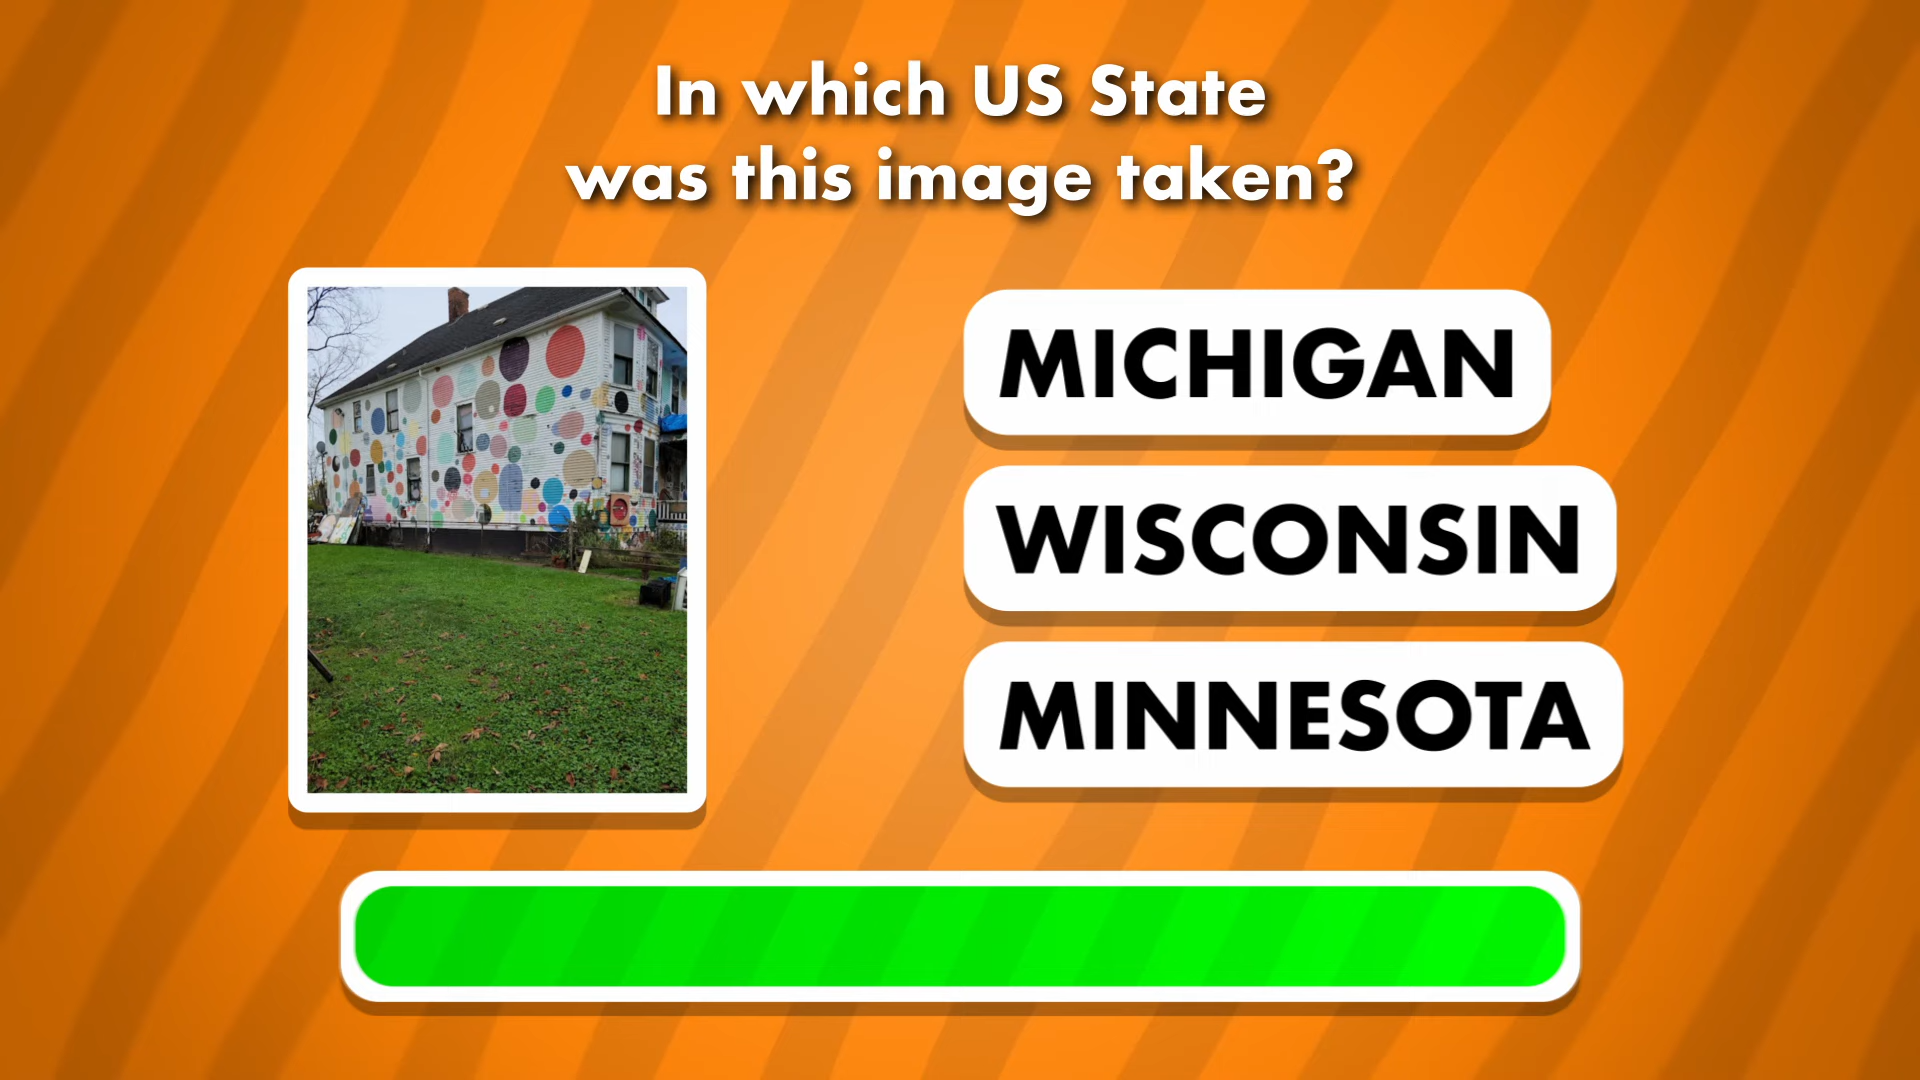 In which US State
was this image taken?
MICHIGAN
WISCONSIN
MINNESOTA